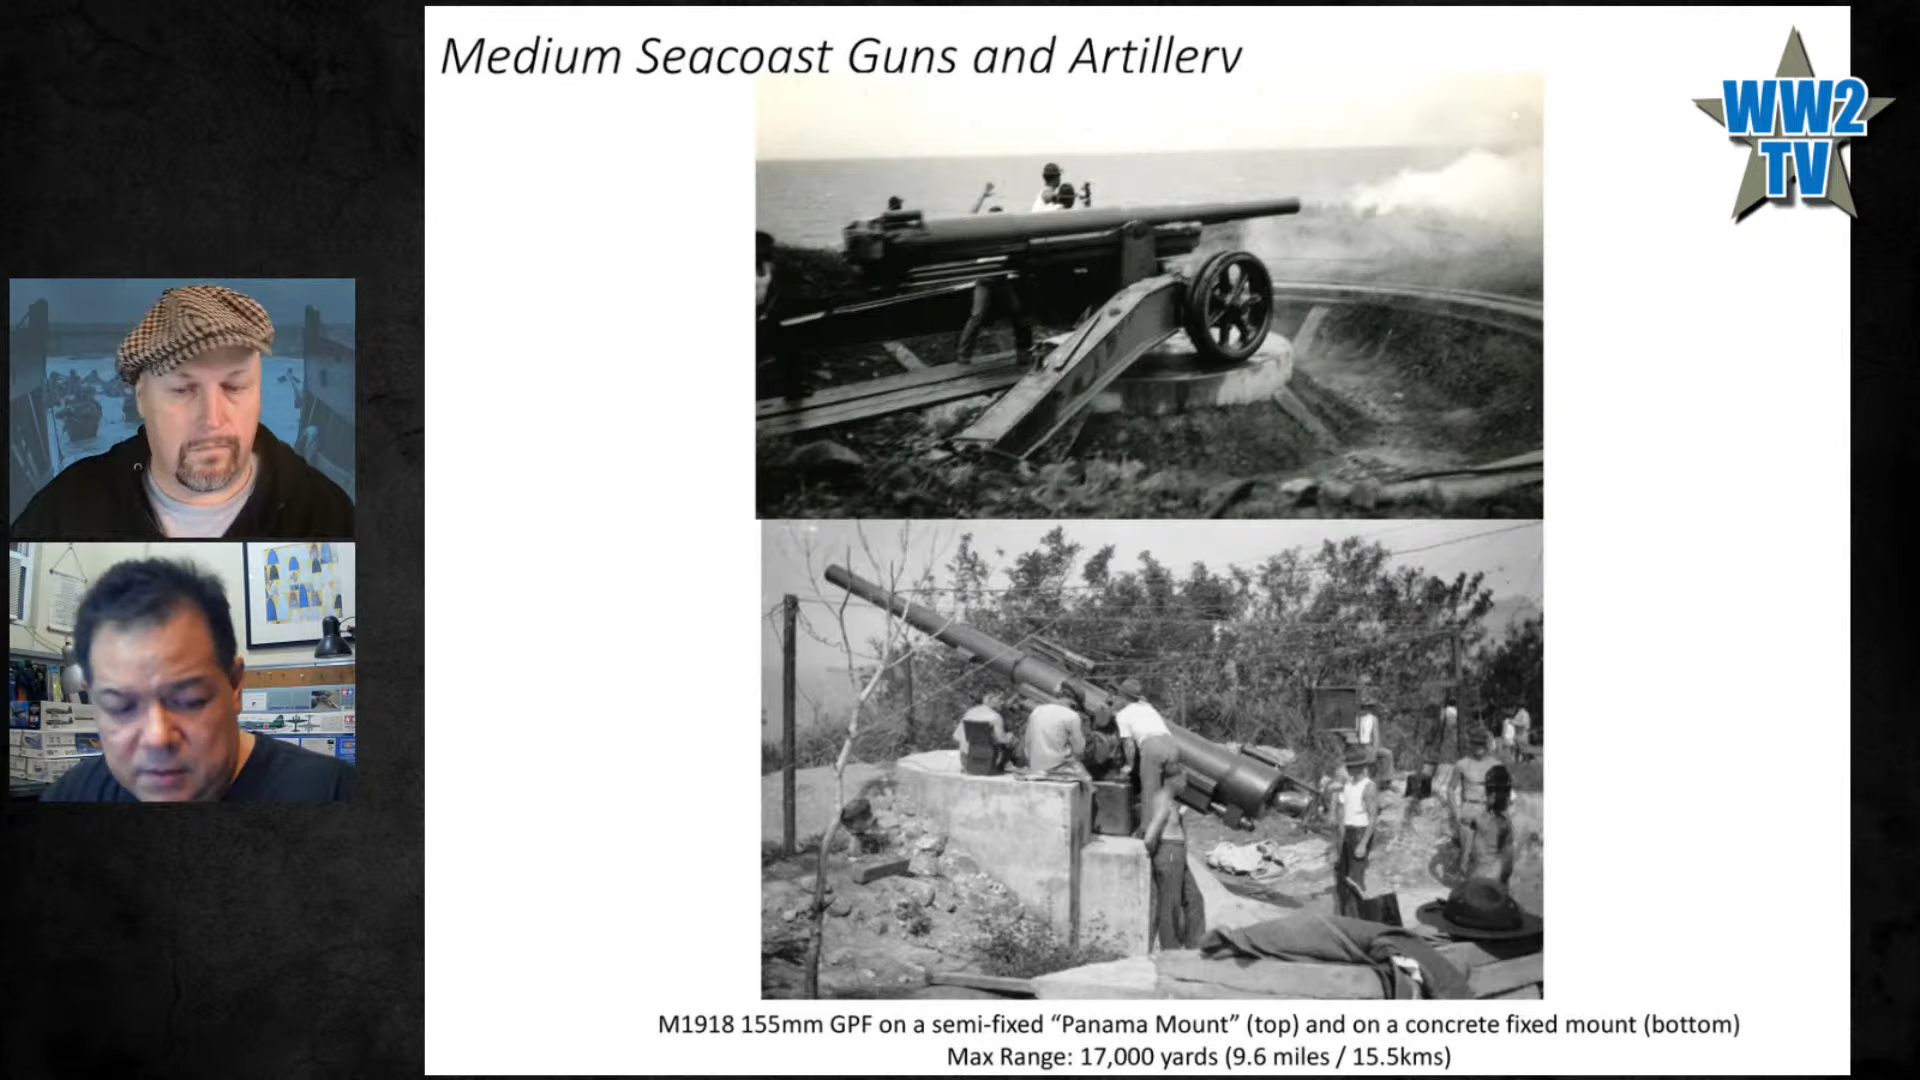 Medium Seacoast Guns and Artillery
WW2
TV
M1918 155mm GPF on a semi-fixed “Panama Mount” (top) and on a concrete fixed mount (bottom)
Max Range: 17,000 yards (9.6 miles / 15.5kms)